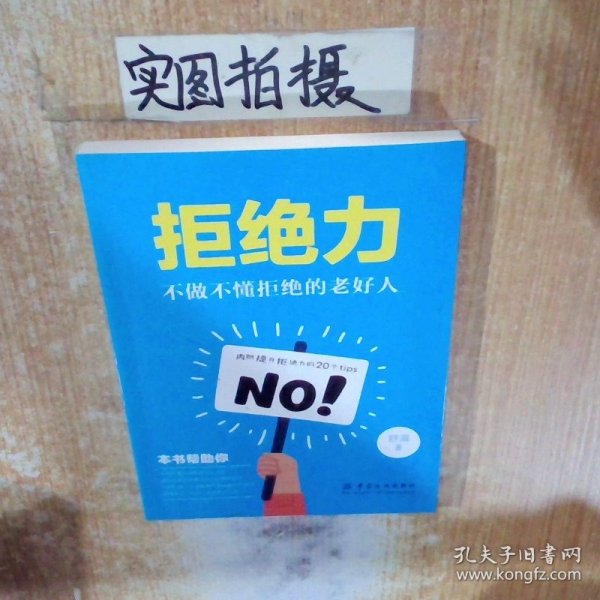 实图拍摄
拒绝力
不做不懂拒绝的老好人
提升拒绝力的20个tips
NO!
著
本书帮助你
孔夫子旧书网
www.kongfz.com